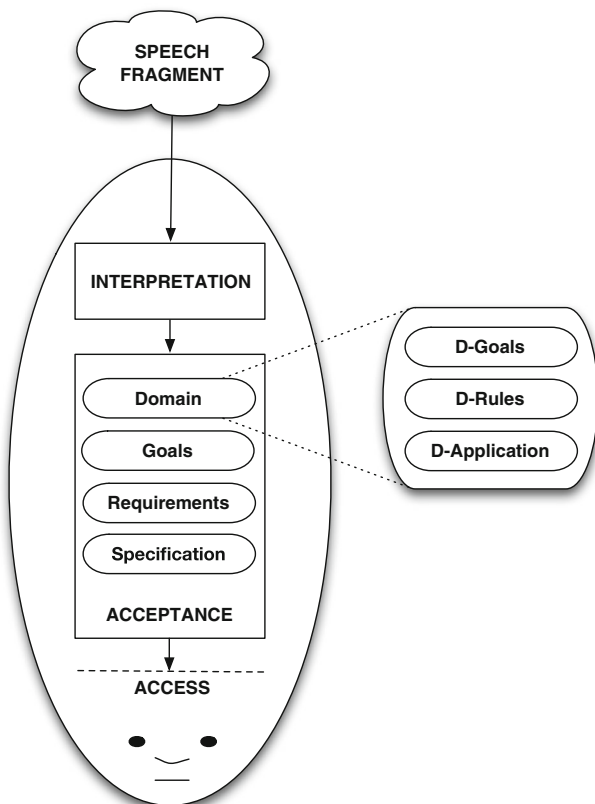 SPEECH
FRAGMENT
INTERPRETATION
Domain
Goals
Requirements
Specification
ACCEPTANCE
ACCESS
D-Goals
D-Rules
D-Application